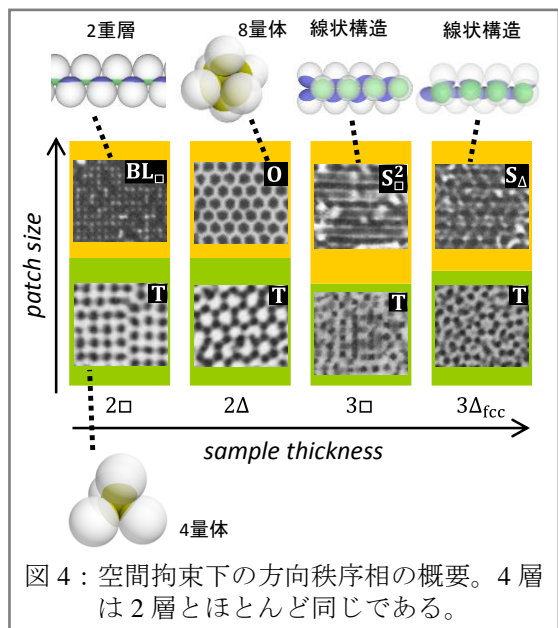 2重層
8量体
線状構造
線状構造
BL□
O
S²□
SΔ
patch size
T
T
T
T
2□
2Δ
3□
3Δfcc
sample thickness
4量体
図 4：空間拘束下の方向秩序相の概要。4 層
は 2 層とほとんど同じである。